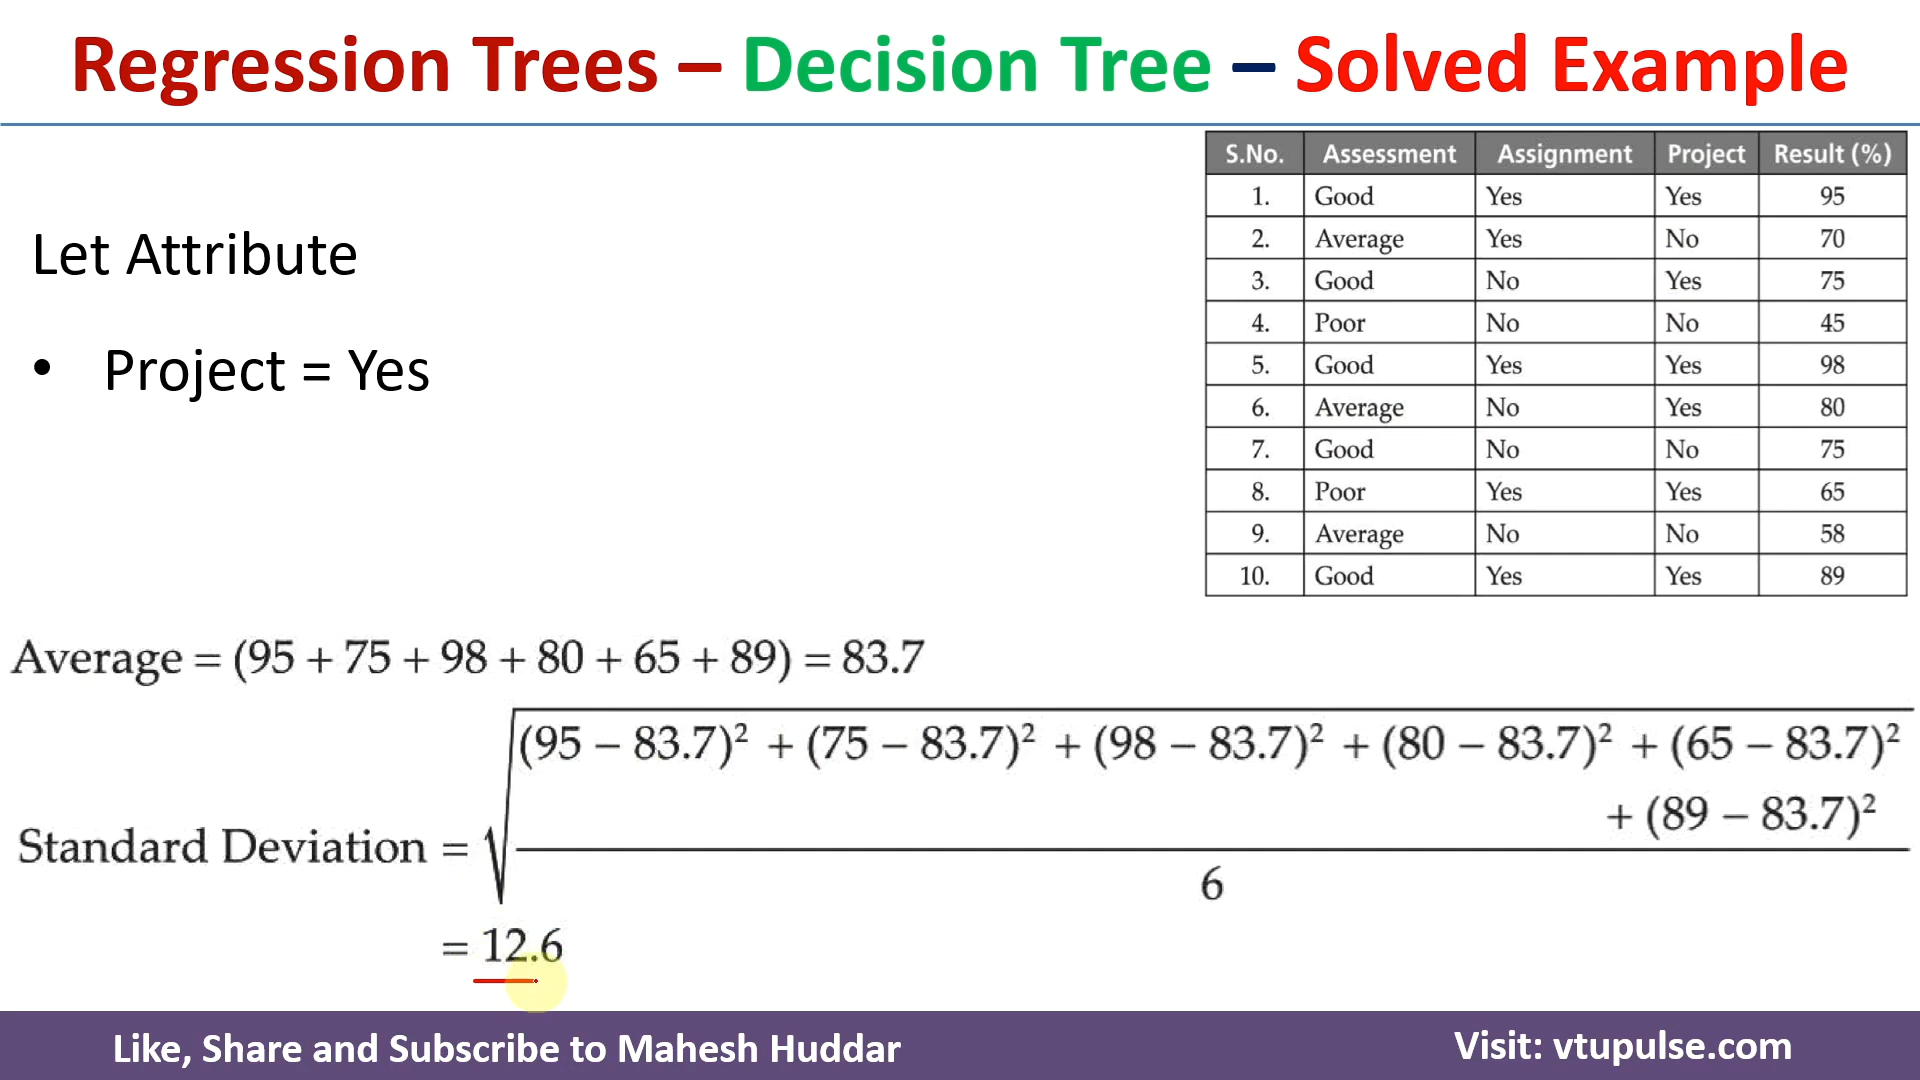 Regression Trees – Decision Tree – Solved Example
S.No. Assessment Assignment Project Result (%)
1. Good Yes Yes 95
2. Average Yes No 70
3. Good No Yes 75
4. Poor No No 45
5. Good Yes Yes 98
6. Average No Yes 80
7. Good No No 75
8. Poor Yes Yes 65
9. Average No No 58
10. Good Yes Yes 89
Let Attribute
• Project = Yes
Average = (95 + 75 + 98 + 80 + 65 + 89) = 83.7
(95 – 83.7)² + (75 – 83.7)² + (98 – 83.7)² + (80 – 83.7)² + (65 – 83.7)²
+ (89 – 83.7)²
Standard Deviation = √
6
= 12.6
Like, Share and Subscribe to Mahesh Huddar
Visit: vtupulse.com